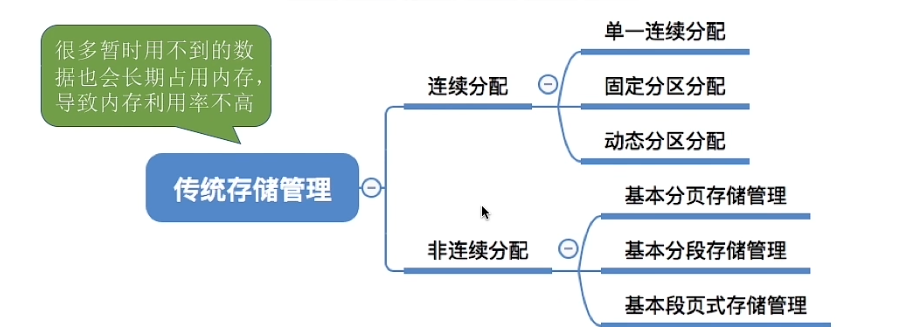 很多暂时用不到的数
据也会长期占用内存，
导致内存利用率不高
传统存储管理
连续分配
单一连续分配
固定分区分配
动态分区分配
非连续分配
基本分页存储管理
基本分段存储管理
基本段页式存储管理